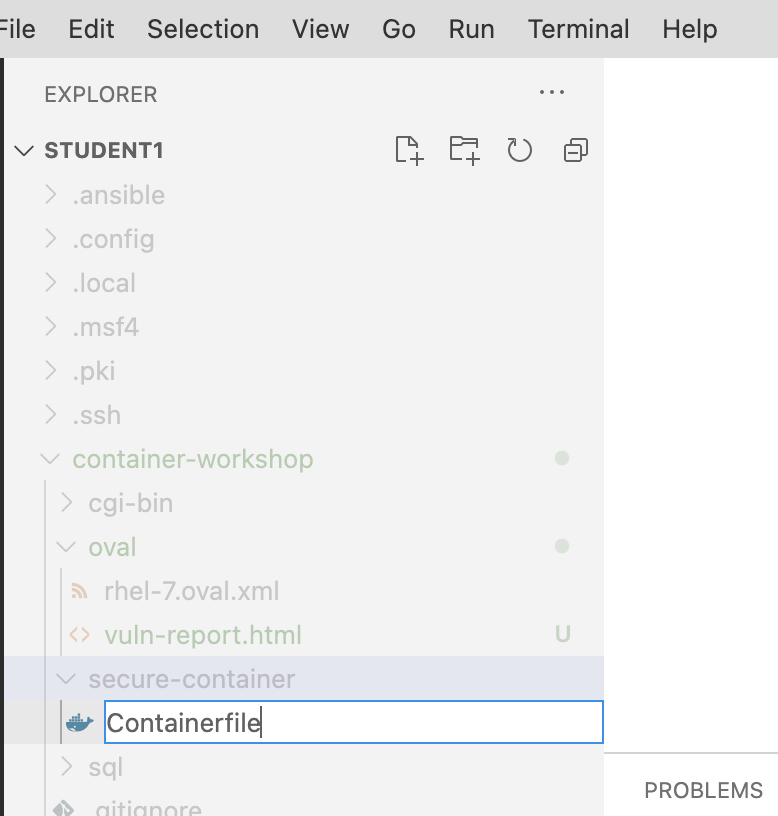 File Edit Selection View Go Run Terminal Help
EXPLORER
STUDENT1
.ansible
.config
.local
.msf4
.pki
.ssh
container-workshop
cgi-bin
oval
rhel-7.oval.xml
vuln-report.html U
secure-container
Containerfile
sql
.gitignore
PROBLEMS